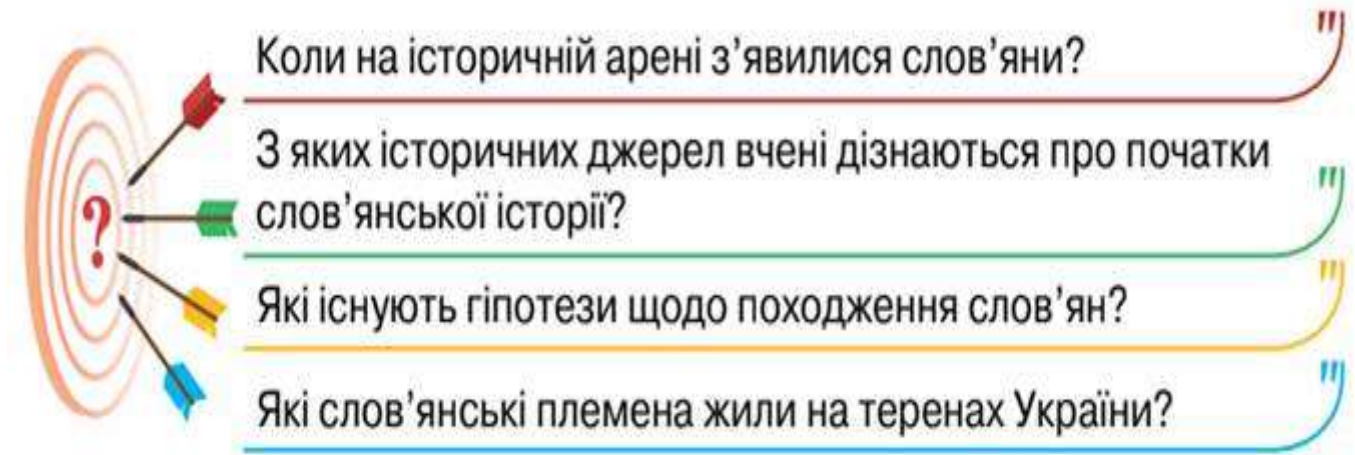 Коли на історичній арені з’явилися слов’яни?
З яких історичних джерел вчені дізнаються про початки
слов’янської історії?
?
Які існують гіпотези щодо походження слов’ян?
Які слов’янські племена жили на теренах України?